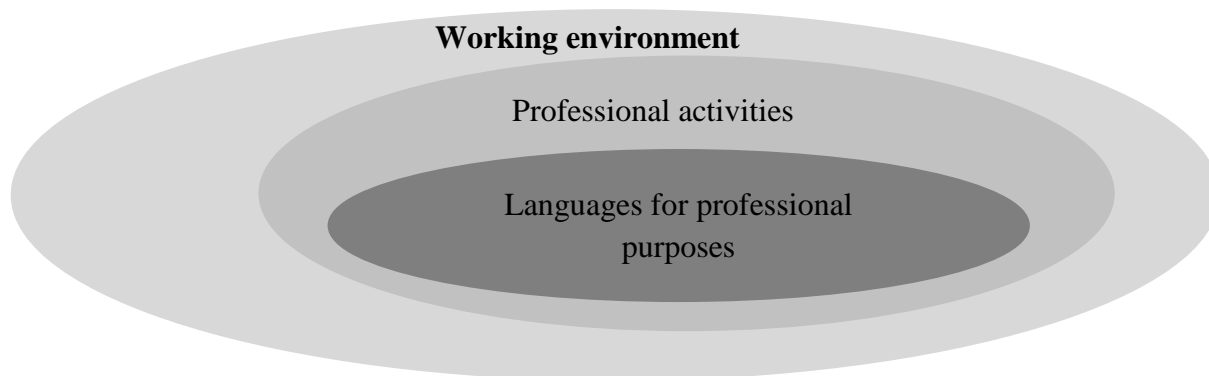 Working environment
Professional activities
Languages for professional
purposes